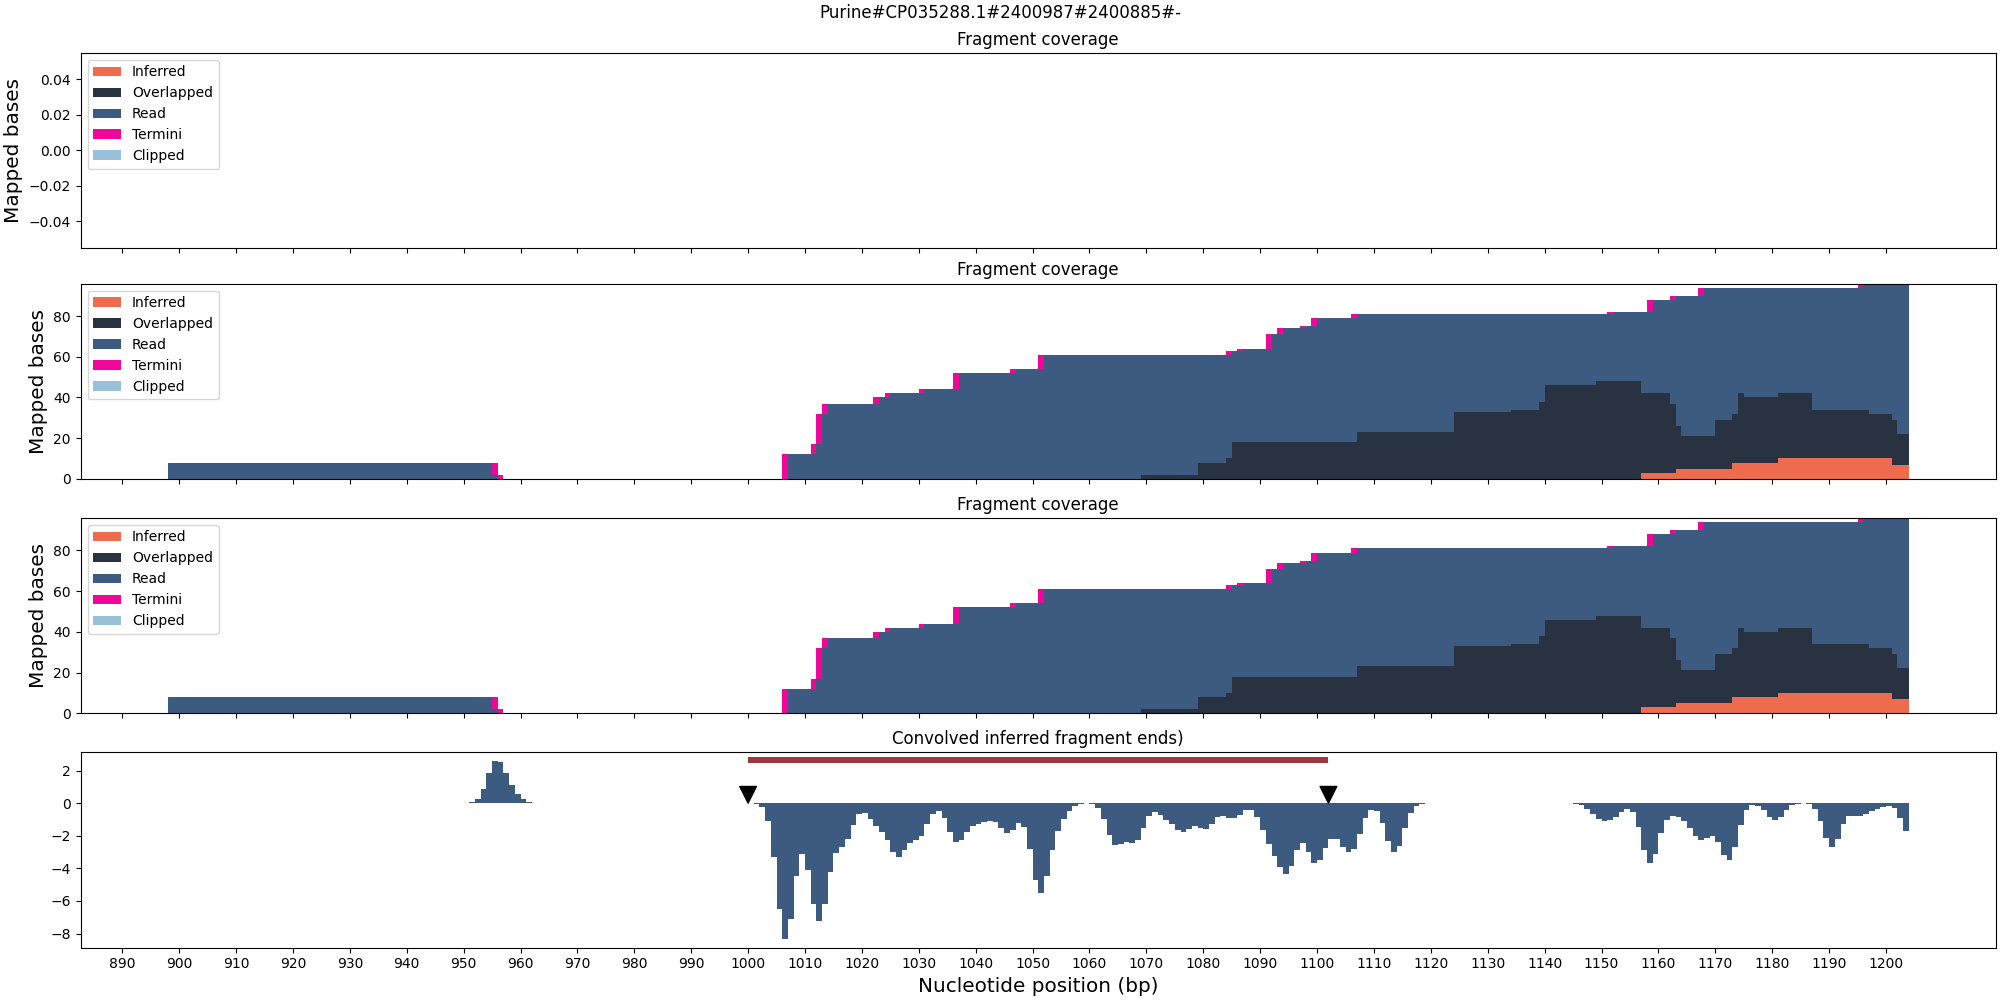 Purine#CP035288.1#2400987#2400885#-
Fragment coverage
Mapped bases
0.04
0.02
0.00
−0.02
−0.04
Inferred
Overlapped
Read
Termini
Clipped
Fragment coverage
Mapped bases
80
60
40
20
0
Inferred
Overlapped
Read
Termini
Clipped
Fragment coverage
Mapped bases
80
60
40
20
0
Inferred
Overlapped
Read
Termini
Clipped
Convolved inferred fragment ends)
2
0
−2
−4
−6
−8
890 900 910 920 930 940 950 960 970 980 990 1000 1010 1020 1030 1040 1050 1060 1070 1080 1090 1100 1110 1120 1130 1140 1150 1160 1170 1180 1190 1200
Nucleotide position (bp)